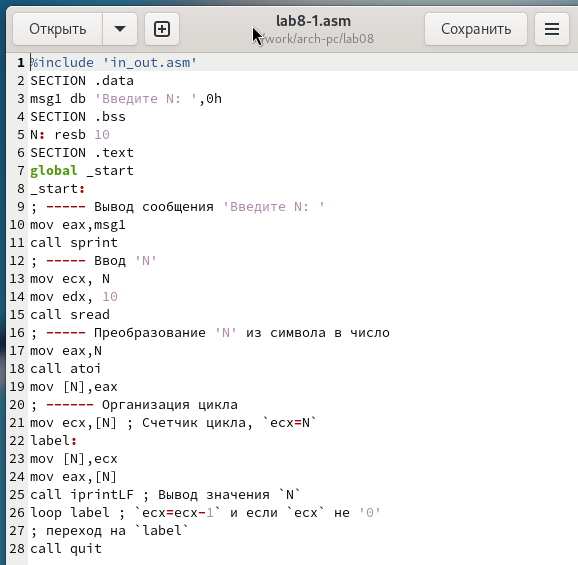 Открыть
lab8-1.asm
~/work/arch-pc/lab08
Сохранить
1 %include 'in_out.asm'
2 SECTION .data
3 msg1 db 'Введите N: ',0h
4 SECTION .bss
5 N: resb 10
6 SECTION .text
7 global _start
8 _start:
9 ; ----- Вывод сообщения 'Введите N: '
10 mov eax,msg1
11 call sprint
12 ; ----- Ввод 'N'
13 mov ecx, N
14 mov edx, 10
15 call sread
16 ; ----- Преобразование 'N' из символа в число
17 mov eax,N
18 call atoi
19 mov [N],eax
20 ; ------ Организация цикла
21 mov ecx,[N] ; Счетчик цикла, `ecx=N`
22 label:
23 mov [N],ecx
24 mov eax,[N]
25 call iprintLF ; Вывод значения `N`
26 loop label ; `ecx=ecx-1` и если `ecx` не '0'
27 ; переход на `label`
28 call quit